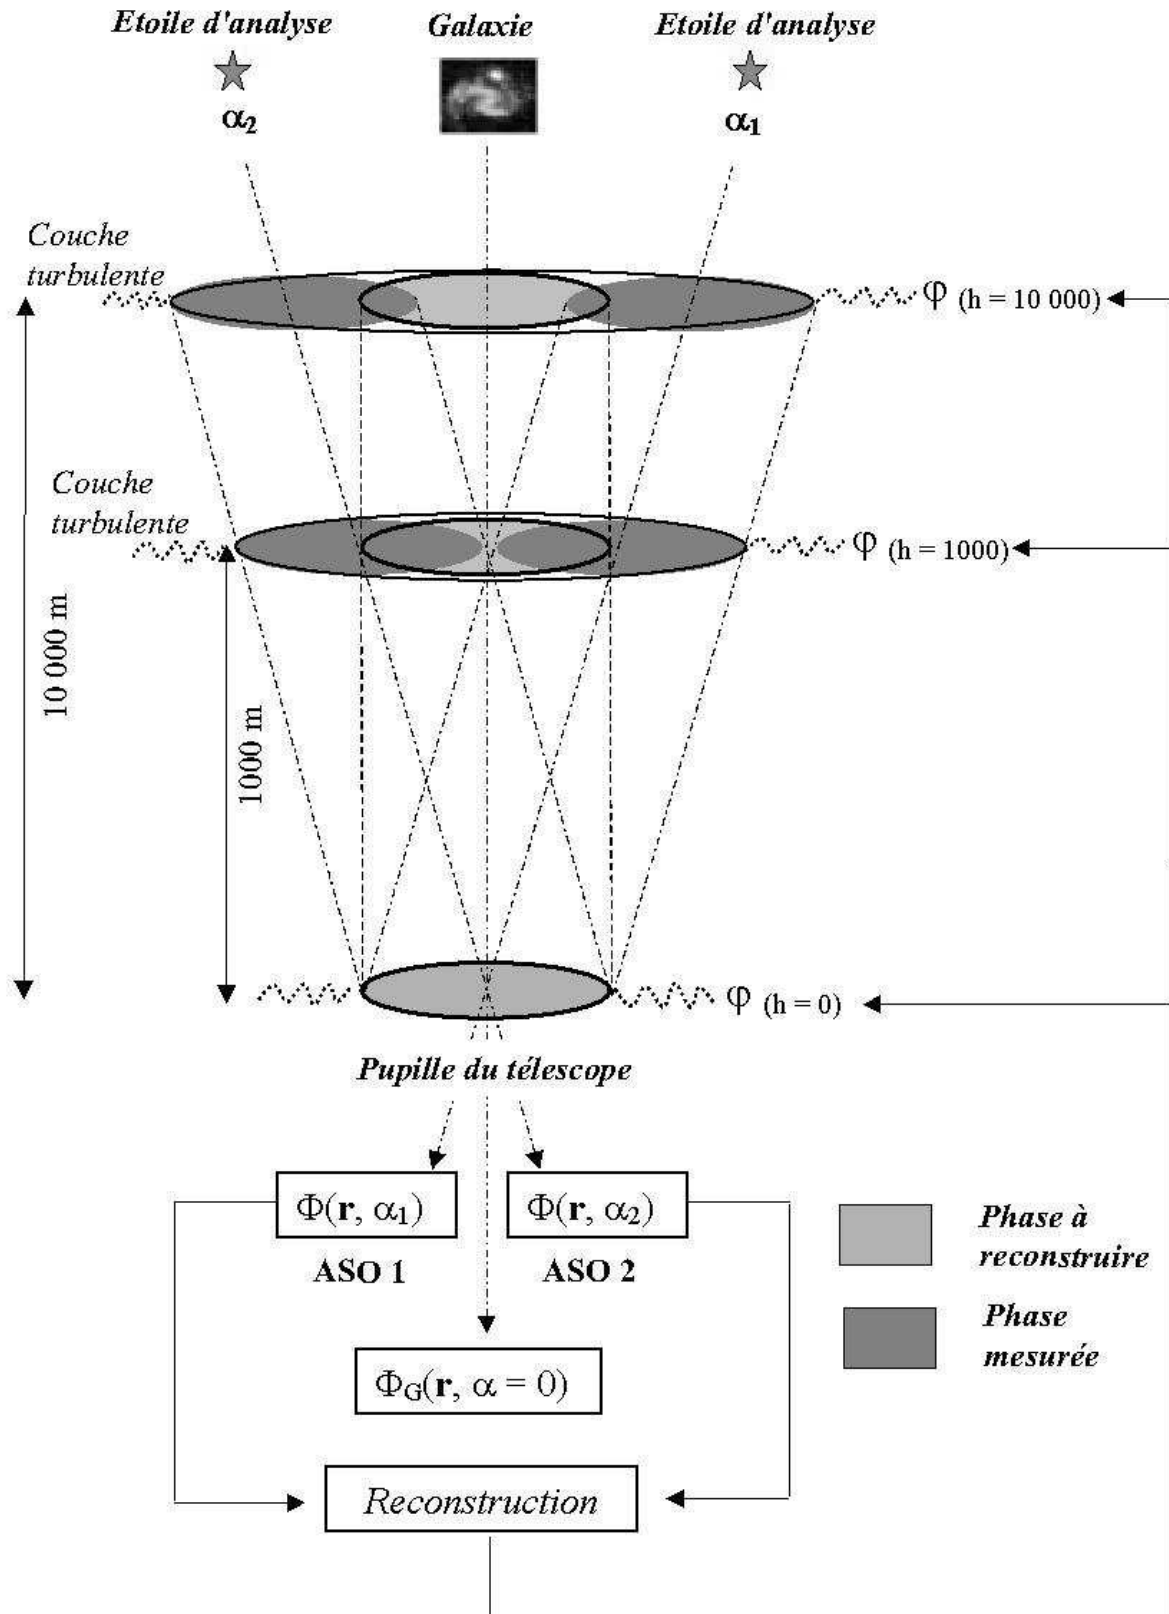 Etoile d'analyse
Galaxie
Etoile d'analyse
α2
α1
Couche
turbulente
φ (h = 10 000)
Couche
turbulente
φ (h = 1000)
10 000 m
1000 m
φ (h = 0)
Pupille du télescope
Φ(r, α1)
Φ(r, α2)
ASO 1
ASO 2
Phase à
reconstruire
Phase
mesurée
ΦG(r, α = 0)
Reconstruction